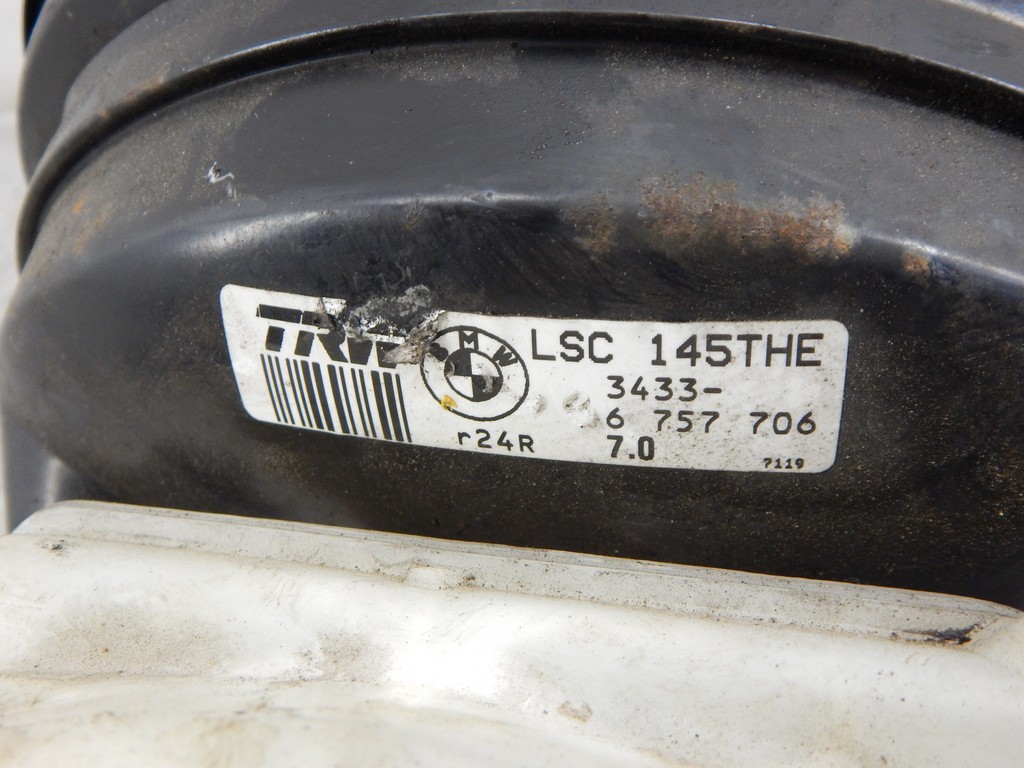 TRW BMW LSC 145THE
3433-
6 757 706
r24R 7.0 7119